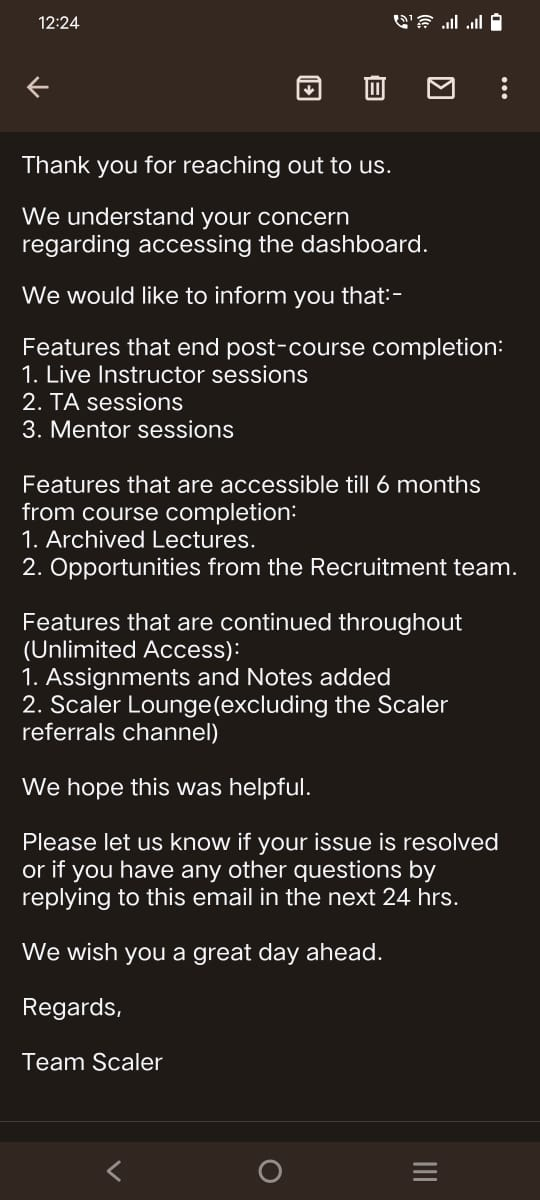 12:24
Thank you for reaching out to us.
We understand your concern
regarding accessing the dashboard.
We would like to inform you that:-
Features that end post-course completion:
1. Live Instructor sessions
2. TA sessions
3. Mentor sessions
Features that are accessible till 6 months
from course completion:
1. Archived Lectures.
2. Opportunities from the Recruitment team.
Features that are continued throughout
(Unlimited Access):
1. Assignments and Notes added
2. Scaler Lounge(excluding the Scaler
referrals channel)
We hope this was helpful.
Please let us know if your issue is resolved
or if you have any other questions by
replying to this email in the next 24 hrs.
We wish you a great day ahead.
Regards,
Team Scaler